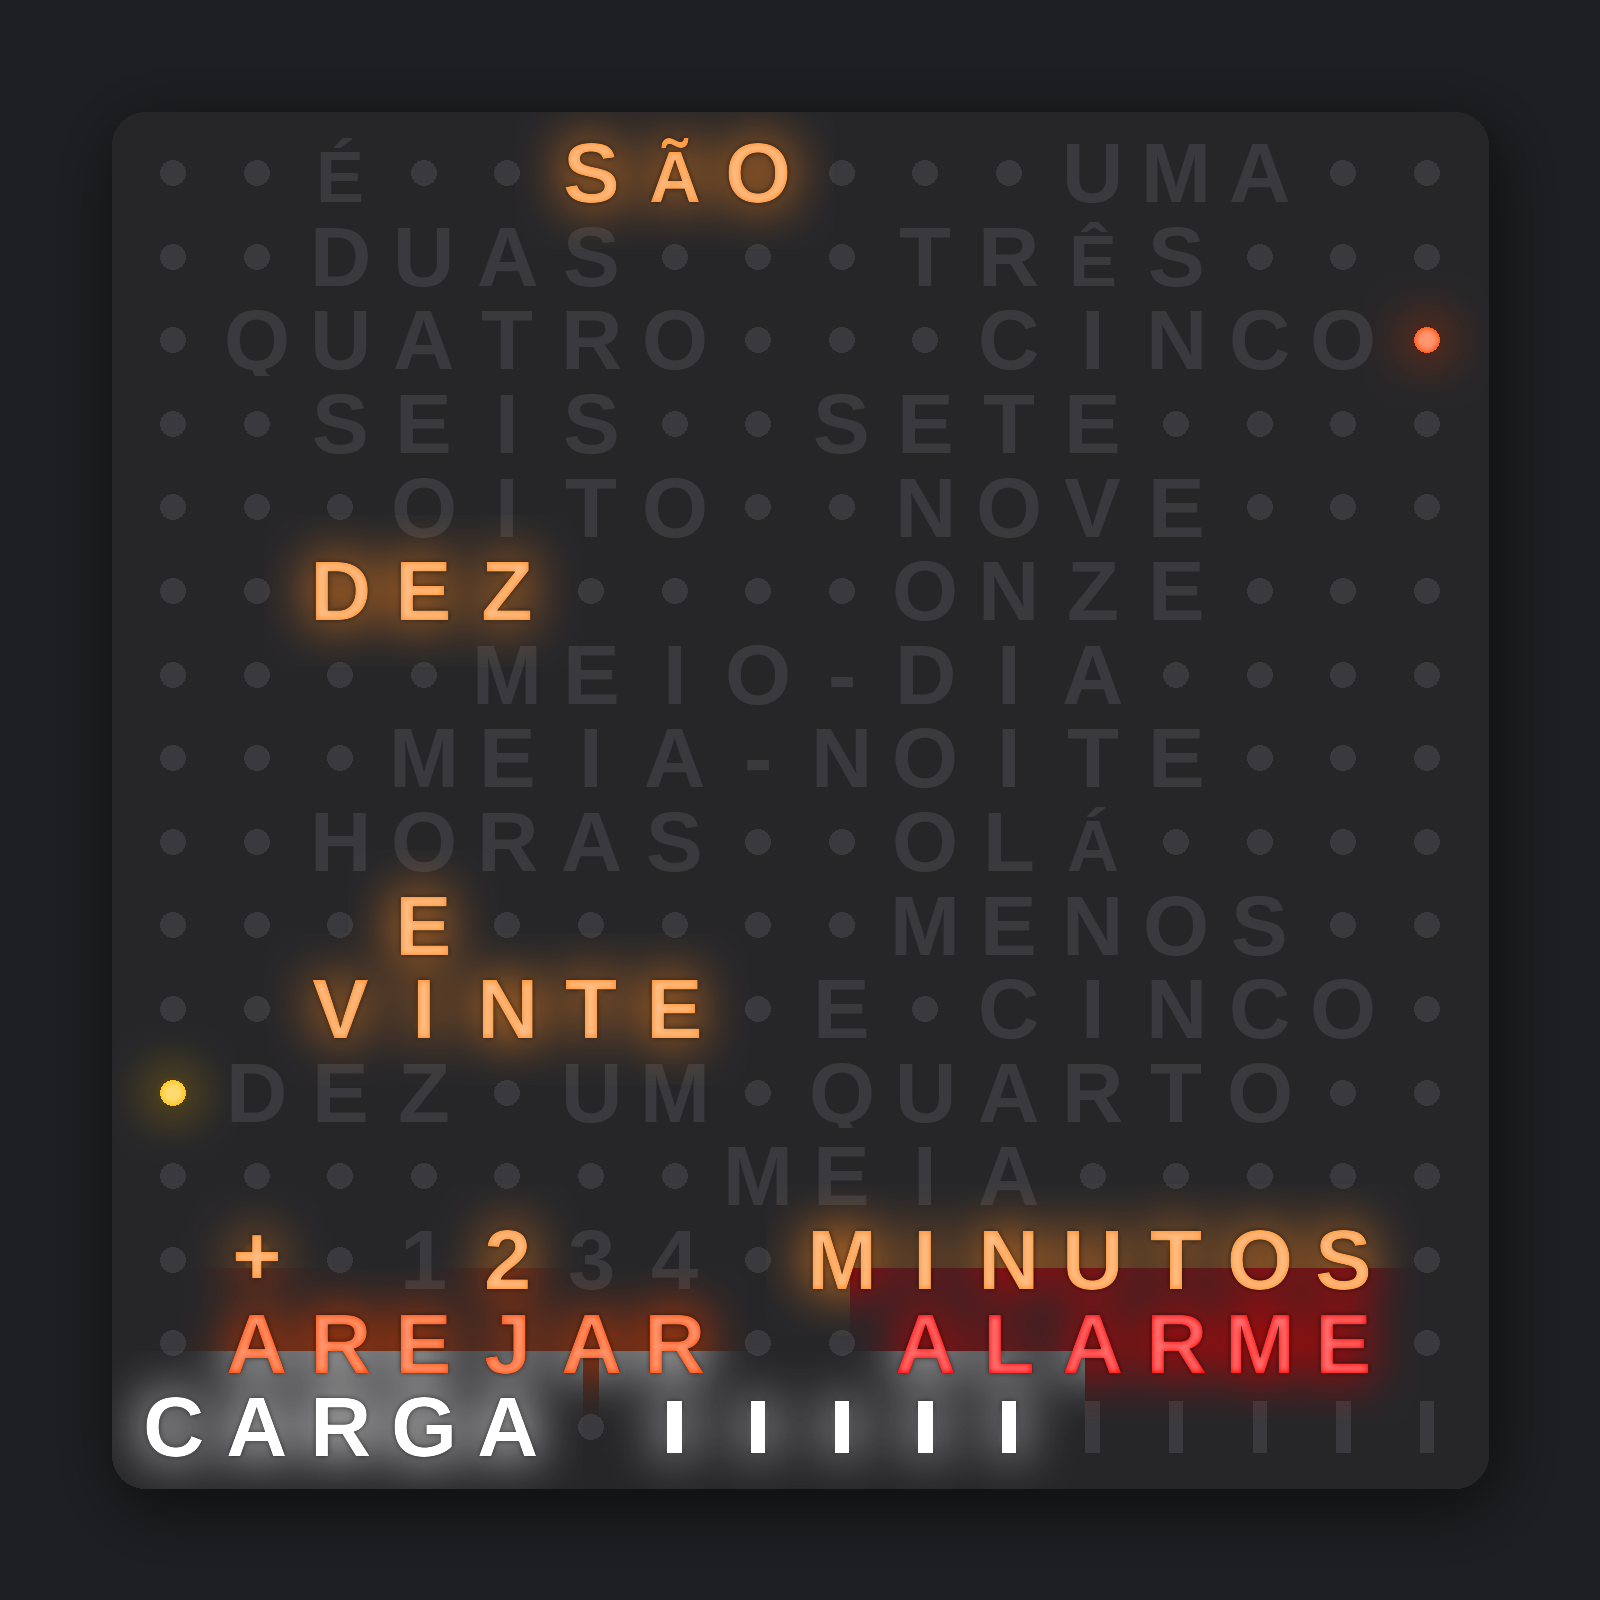 É SÃO UMA
DUAS TRÊS
QUATRO CINCO
SEIS SETE
OITO NOVE
DEZ ONZE
MEIO-DIA
MEIA-NOITE
HORAS OLÁ
E MENOS
VINTE E CINCO
DEZ UM QUARTO
MEIA
+ 1 2 3 4 MINUTOS
AREJAR ALARME
CARGA I I I I I I I I I I